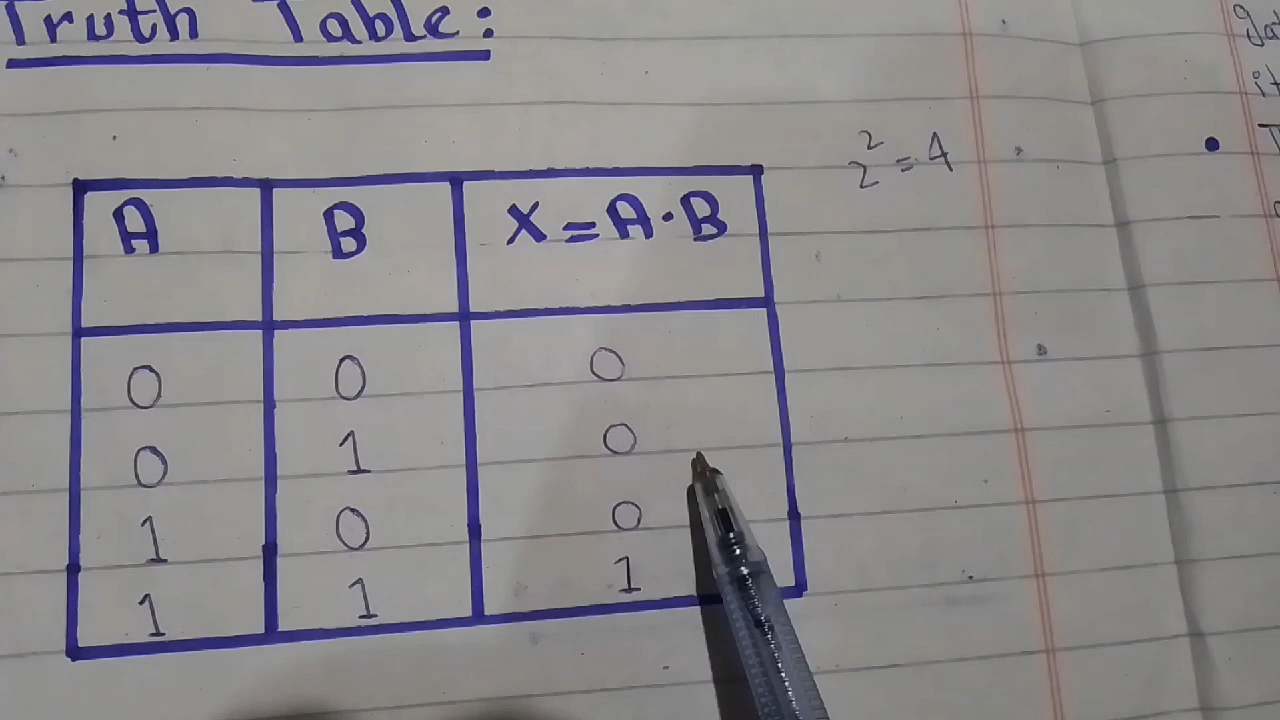 Truth Table:
2² = 4
A B X = A · B
0 0 0
0 1 0
1 0 0
1 1 1